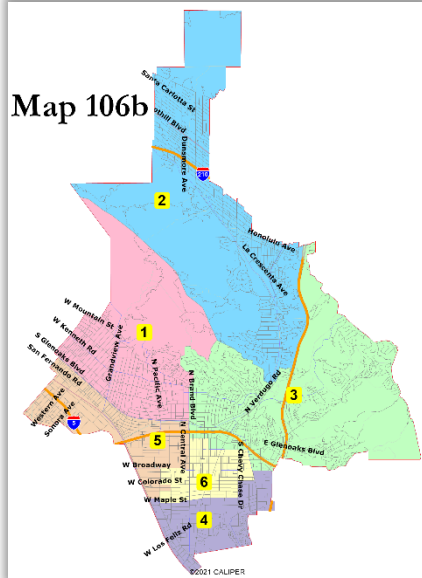 Map 106b
Santa Carlotta St
othill Blvd
Dunsmore Ave
210
2
Honolulu Ave
La Crescenta Ave
W Mountain St
W Kenneth Rd
S Glenoaks Blvd
San Fernando Rd
Grandview Ave
1
N Pacific Ave
N Brand Blvd
N Verdugo Rd
3
Western Ave
Sonora Ave
5
5
N Central Ave
S Chevy Chase Dr
E Glenoaks Blvd
W Broadway
W Colorado St
6
W Maple St
4
W Los Feliz Rd
©2021 CALIPER